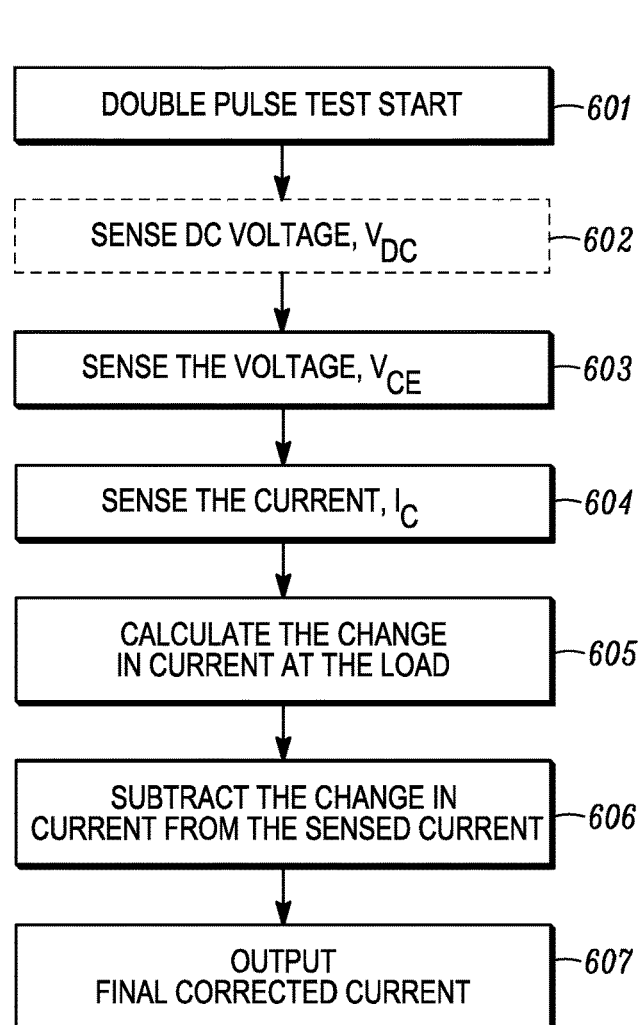 DOUBLE PULSE TEST START
601
SENSE DC VOLTAGE, VDC
602
SENSE THE VOLTAGE, VCE
603
SENSE THE CURRENT, IC
604
CALCULATE THE CHANGE
IN CURRENT AT THE LOAD
605
SUBTRACT THE CHANGE IN
CURRENT FROM THE SENSED CURRENT
606
OUTPUT
FINAL CORRECTED CURRENT
607